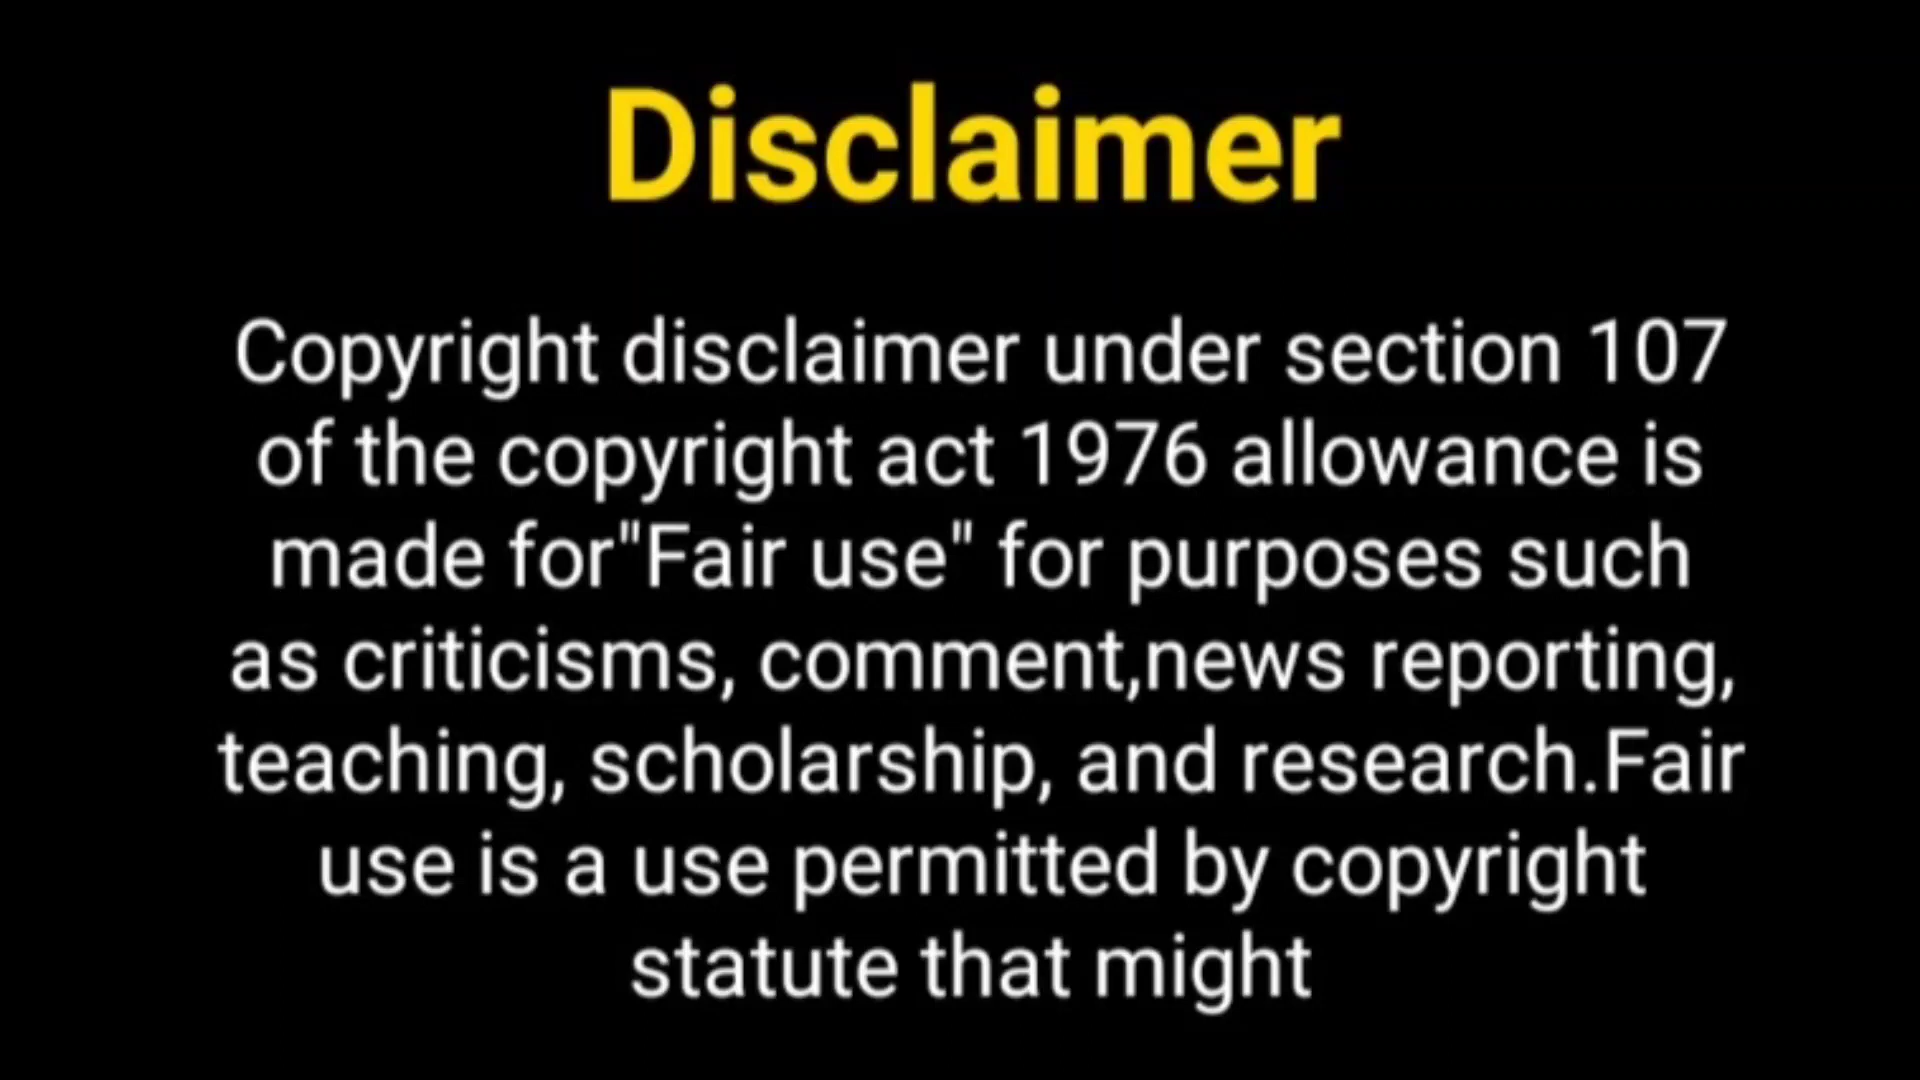 Disclaimer
Copyright disclaimer under section 107
of the copyright act 1976 allowance is
made for"Fair use" for purposes such
as criticisms, comment,news reporting,
teaching, scholarship, and research.Fair
use is a use permitted by copyright
statute that might